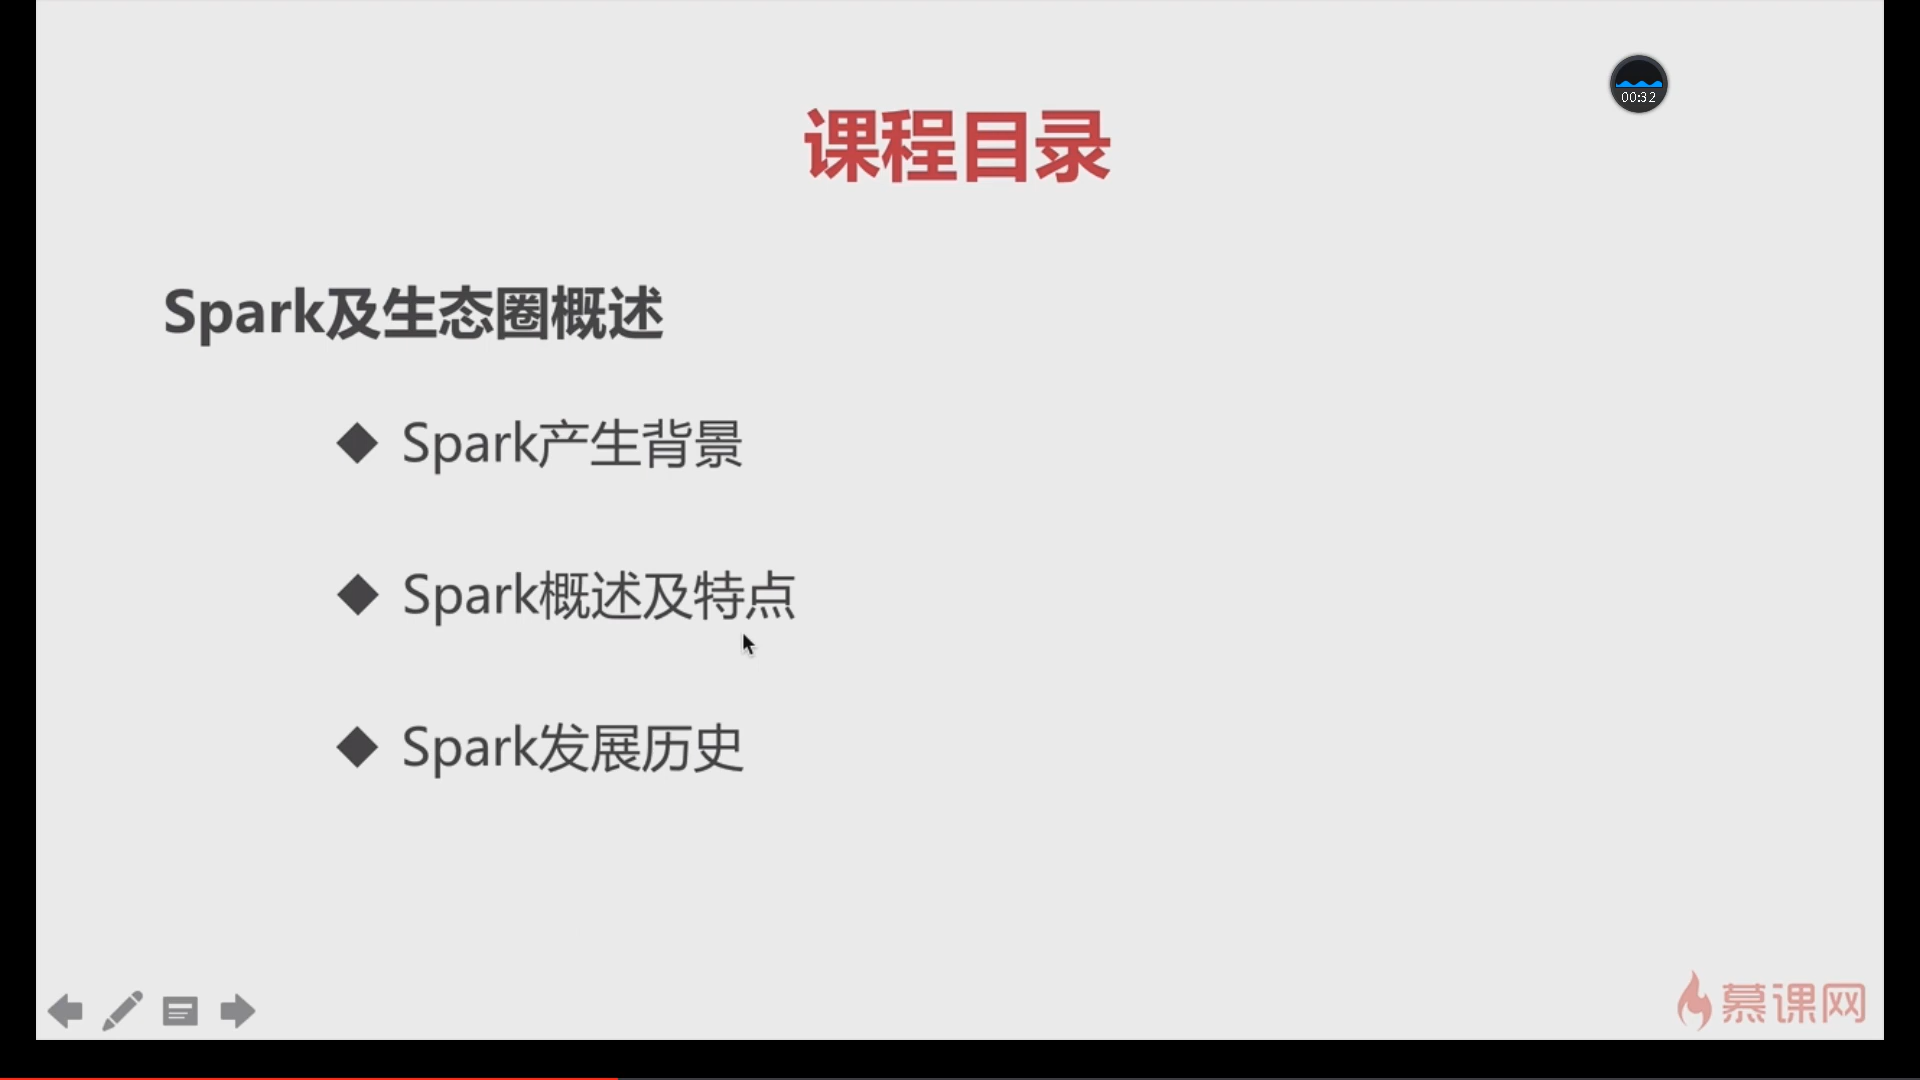 00:32
课程目录
Spark及生态圈概述
◆ Spark产生背景
◆ Spark概述及特点
◆ Spark发展历史
慕课网